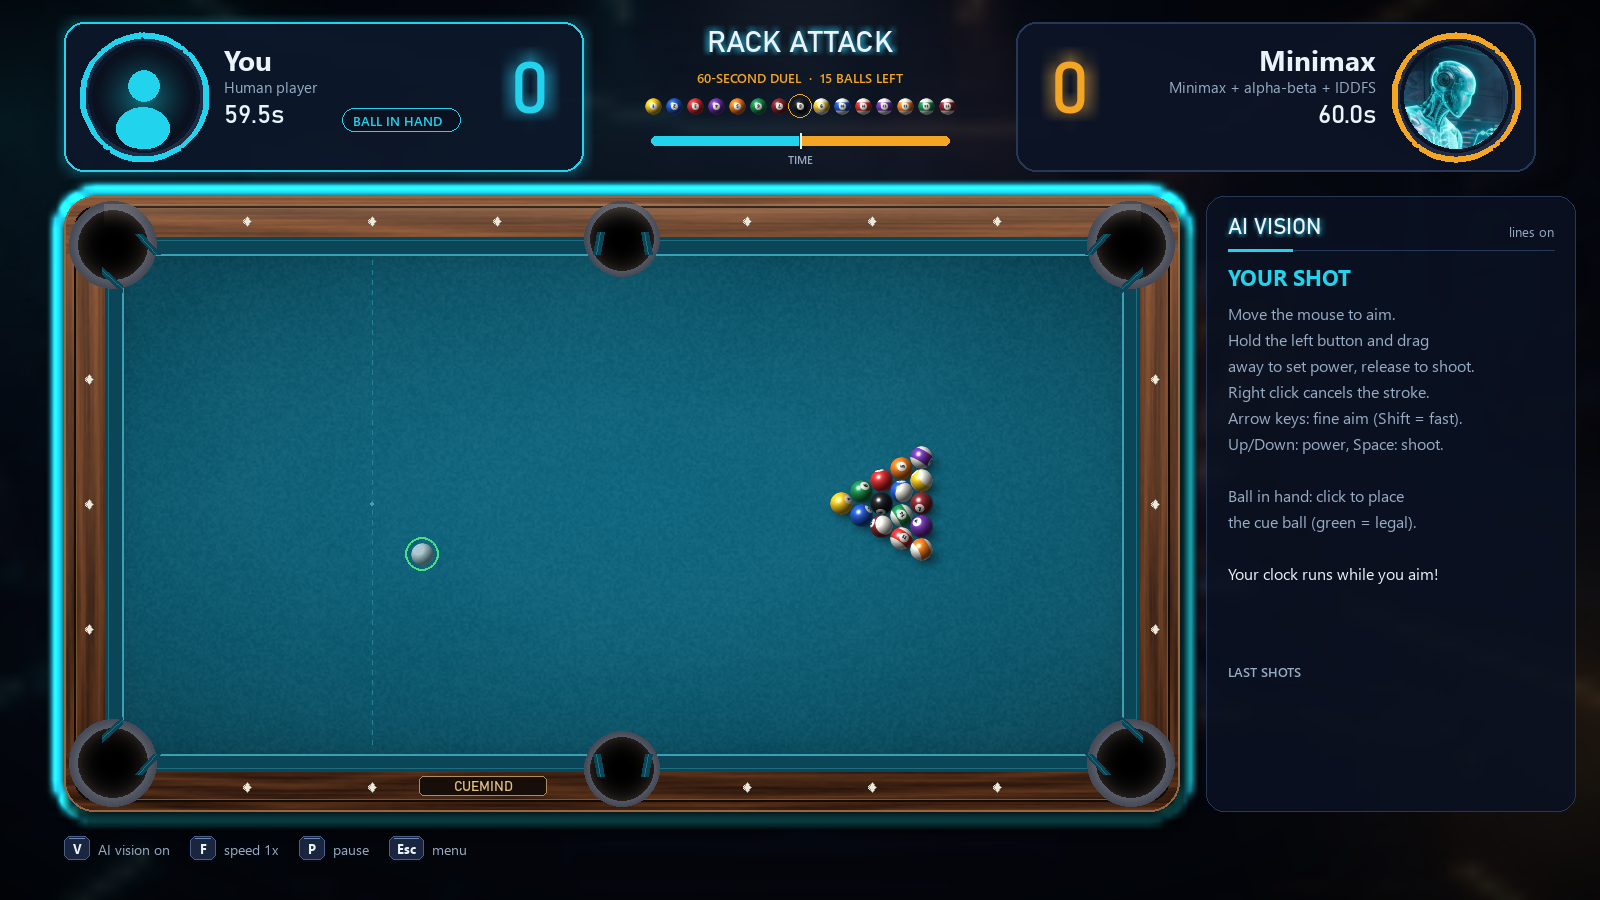 You
Human player
59.5s
BALL IN HAND
0
RACK ATTACK
60-SECOND DUEL · 15 BALLS LEFT
TIME
0
Minimax
Minimax + alpha-beta + IDDFS
60.0s
AI VISION
lines on
YOUR SHOT
Move the mouse to aim.
Hold the left button and drag
away to set power, release to shoot.
Right click cancels the stroke.
Arrow keys: fine aim (Shift = fast).
Up/Down: power, Space: shoot.
Ball in hand: click to place
the cue ball (green = legal).
Your clock runs while you aim!
LAST SHOTS
CUEMIND
V AI vision on F speed 1x P pause Esc menu